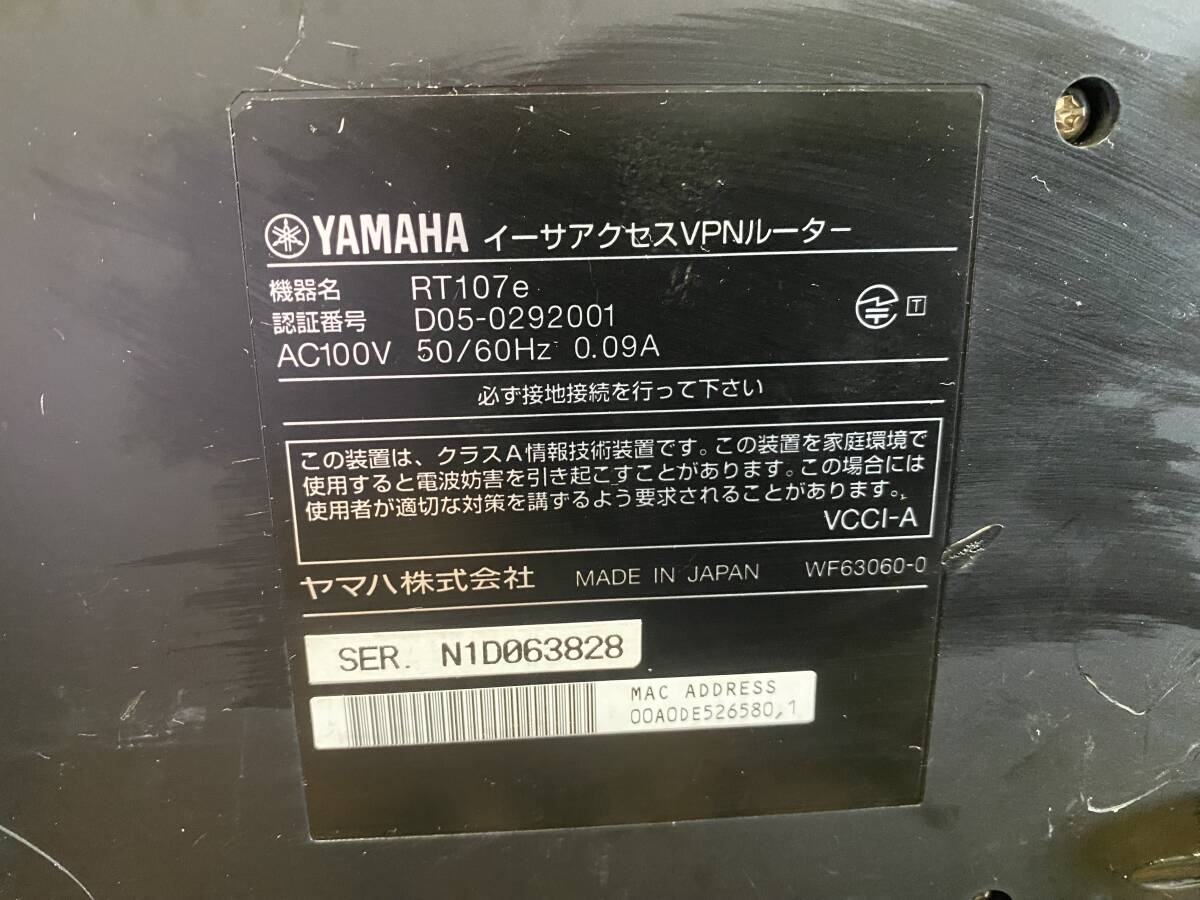 YAMAHA イーサアクセスVPNルーター
機器名 RT107e
認証番号 D05-0292001
T
AC100V 50/60Hz 0.09A
必ず接地接続を行って下さい
この装置は、クラスA情報技術装置です。この装置を家庭環境で
使用すると電波妨害を引き起こすことがあります。この場合には
使用者が適切な対策を講ずるよう要求されることがあります。
VCCI-A
ヤマハ株式会社 MADE IN JAPAN WF63060-0
SER. N1D063828
MAC ADDRESS
00A0DE526580,1